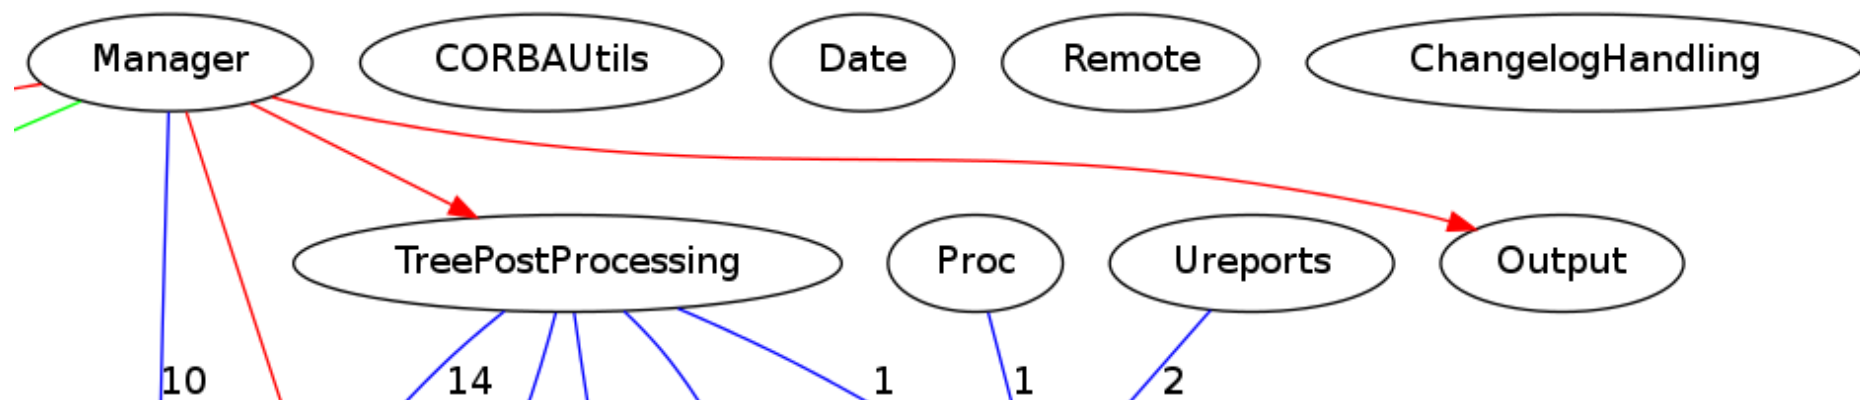 Manager CORBAUtils Date Remote ChangelogHandling
TreePostProcessing Proc Ureports Output
10 14 1 1 2